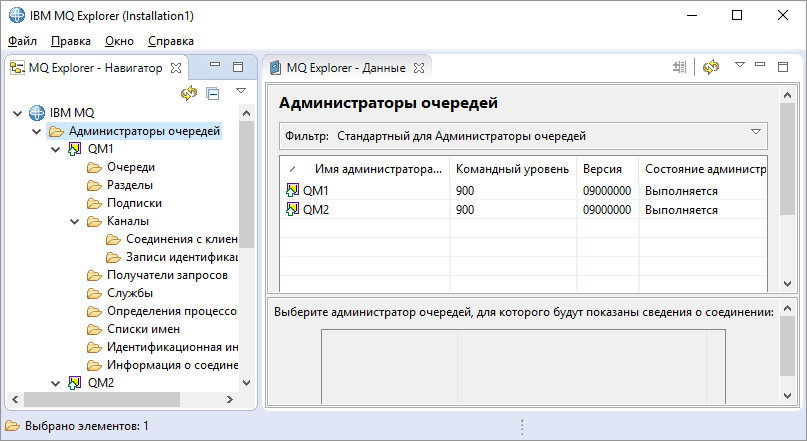 IBM MQ Explorer (Installation1)
Файл Правка Окно Справка
MQ Explorer - Навигатор
IBM MQ
Администраторы очередей
QM1
Очереди
Разделы
Подписки
Каналы
Соединения с клиен
Записи идентифика
Получатели запросов
Службы
Определения процессо
Списки имен
Идентификационная ин
Информация о соедине
QM2
MQ Explorer - Данные
Администраторы очередей
Фильтр: Стандартный для Администраторы очередей
Имя администратора... Командный уровень Версия Состояние администр
QM1 900 09000000 Выполняется
QM2 900 09000000 Выполняется
Выберите администратор очередей, для которого будут показаны сведения о соединении:
Выбрано элементов: 1